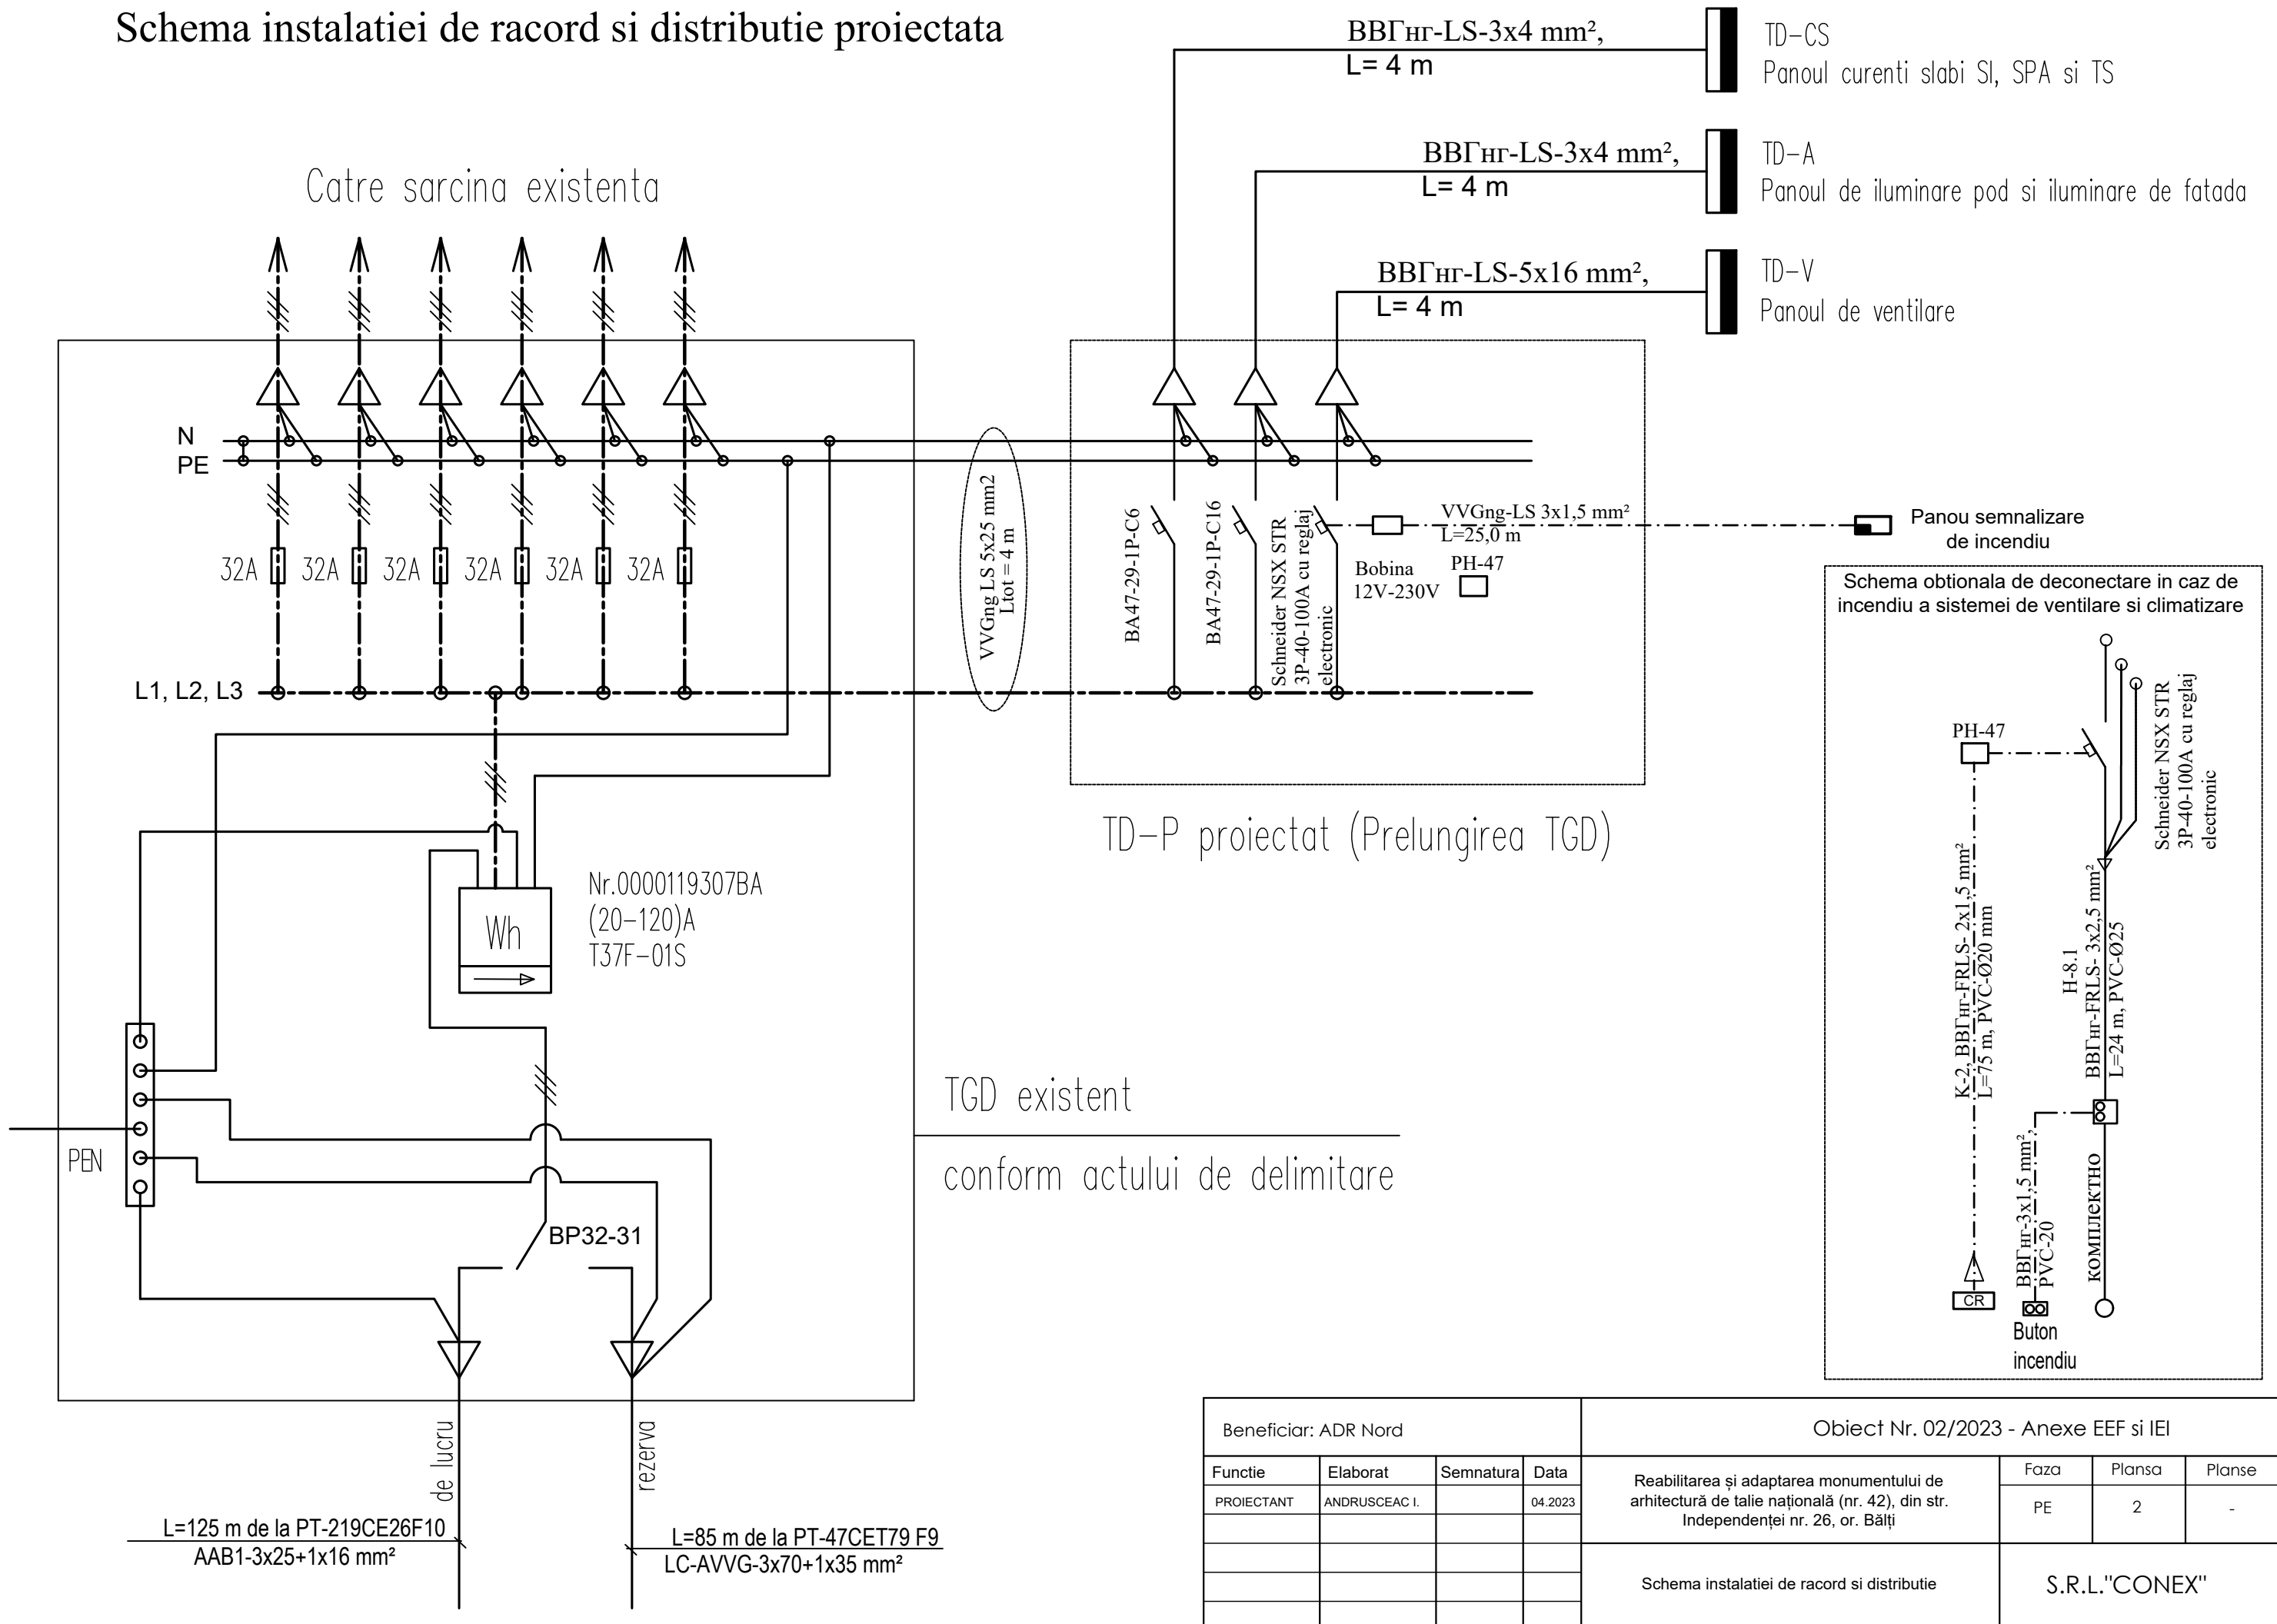 Schema instalatiei de racord si distributie proiectata
ВВГнг-LS-3x4 mm²,
L= 4 m
TD-CS
Panoul curenti slabi SI, SPA si TS
ВВГнг-LS-3x4 mm²,
L= 4 m
TD-A
Panoul de iluminare pod si iluminare de fatada
ВВГнг-LS-5x16 mm²,
L= 4 m
TD-V
Panoul de ventilare
Catre sarcina existenta
N
PE
32A
32A
32A
32A
32A
32A
L1, L2, L3
VVGng LS 5x25 mm2
Ltot = 4 m
BA47-29-1P-C6
BA47-29-1P-C16
Schneider NSX STR
3P-40-100A cu reglaj
electronic
VVGng-LS 3x1,5 mm²
L=25,0 m
Bobina
12V-230V
PH-47
Panou semnalizare
de incendiu
TD-P proiectat (Prelungirea TGD)
Schema obtionala de deconectare in caz de
incendiu a sistemei de ventilare si climatizare
PH-47
Schneider NSX STR
3P-40-100A cu reglaj
electronic
K-2, ВВГнг-FRLS- 2x1,5 mm²
L=75 m, PVC-Ø20 mm
H-8.1
ВВГнг-FRLS- 3x2,5 mm²
L=24 m, PVC-Ø25
ВВГнг-3x1,5 mm²,
PVC-20
комплектно
CR
Buton
incendiu
Wh
Nr.0000119307BA
(20-120)A
T37F-01S
PEN
BP32-31
TGD existent
conform actului de delimitare
de lucru
rezerva
L=125 m de la PT-219CE26F10
AAB1-3x25+1x16 mm²
L=85 m de la PT-47CET79 F9
LC-AVVG-3x70+1x35 mm²
Beneficiar: ADR Nord
Obiect Nr. 02/2023 - Anexe EEF si IEI
Functie Elaborat Semnatura Data
PROIECTANT ANDRUSCEAC I. 04.2023
Reabilitarea și adaptarea monumentului de
arhitectură de talie națională (nr. 42), din str.
Independenței nr. 26, or. Bălți
Faza Plansa Planse
PE 2 -
Schema instalatiei de racord si distributie
S.R.L."CONEX"